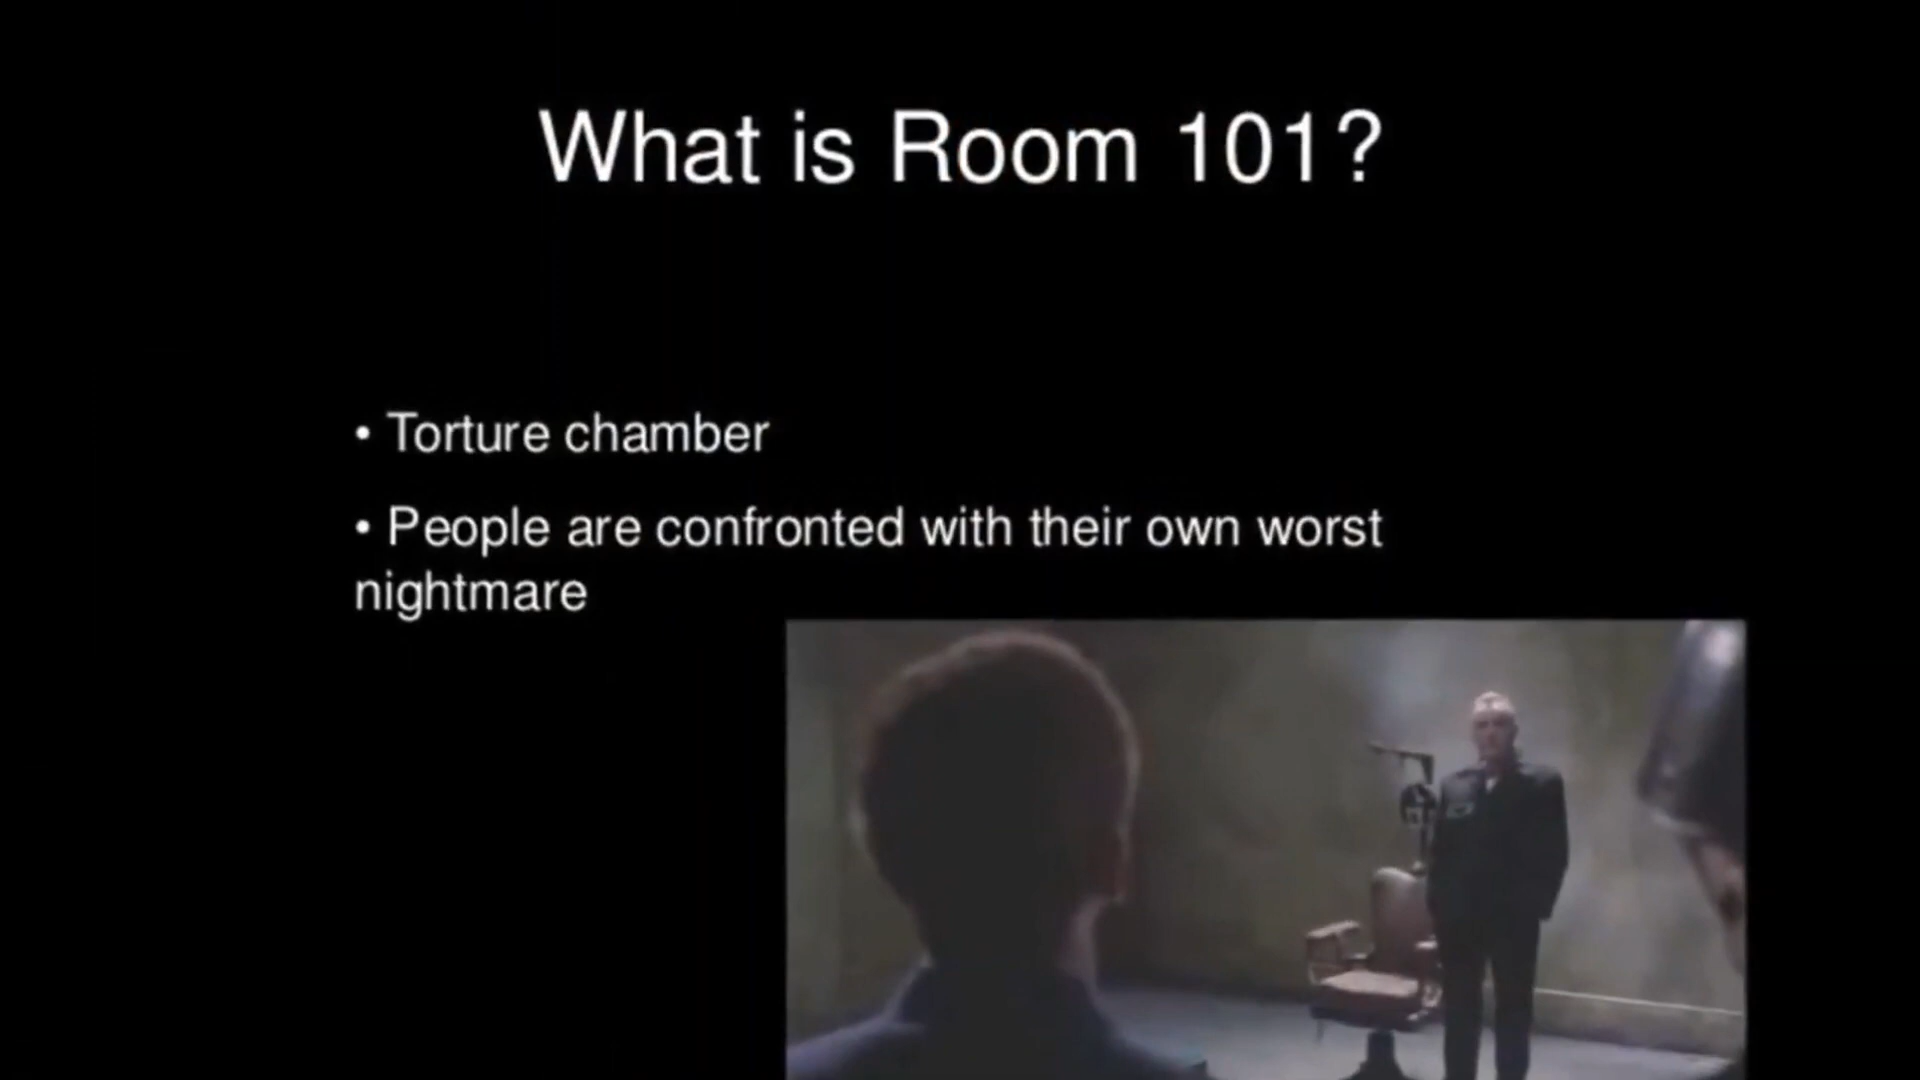 What is Room 101?
• Torture chamber
• People are confronted with their own worst
nightmare